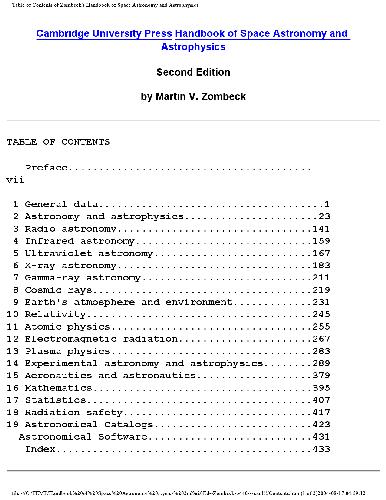 Table of Contents of Zombeck's Handbook of Space Astronomy and Astrophysics
Cambridge University Press Handbook of Space Astronomy and
Astrophysics
Second Edition
by Martin V. Zombeck
TABLE OF CONTENTS
Preface.......................................
vii
1 General data....................................1
2 Astronomy and astrophysics.....................23
3 Radio astronomy...............................141
4 Infrared astronomy............................159
5 Ultraviolet astronomy.........................167
6 X-ray astronomy...............................183
7 Gamma-ray astronomy...........................211
8 Cosmic rays...................................219
9 Earth's atmosphere and environment............231
10 Relativity....................................245
11 Atomic physics................................255
12 Electromagnetic radiation.....................267
13 Plasma physics................................283
14 Experimental astronomy and astrophysics.......289
15 Aeronautics and astronautics..................379
16 Mathematics...................................395
17 Statistics....................................407
18 Radiation safety..............................417
19 Astronomical Catalogs.........................423
Astronomical Software..........................431
Index.........................................433